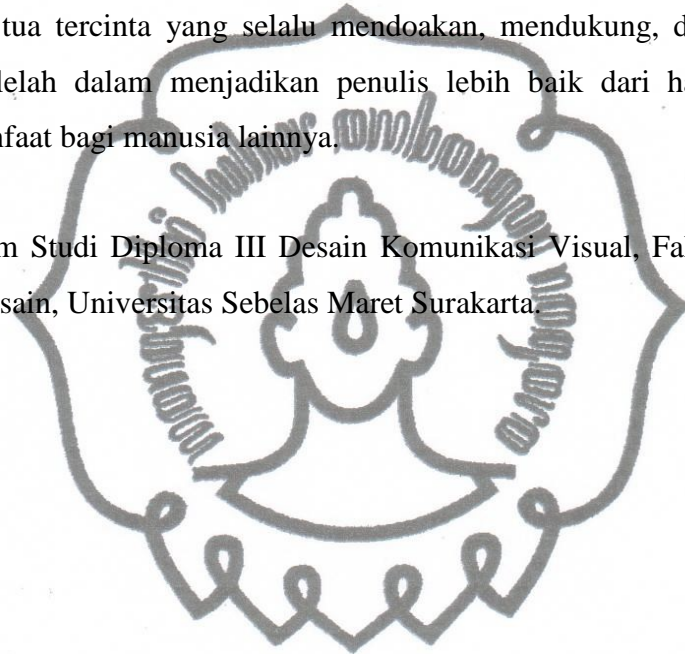 tua tercinta yang selalu mendoakan, mendukung, d
lelah dalam menjadikan penulis lebih baik dari ha
nfaat bagi manusia lainnya.
m Studi Diploma III Desain Komunikasi Visual, Fa
sain, Universitas Sebelas Maret Surakarta.